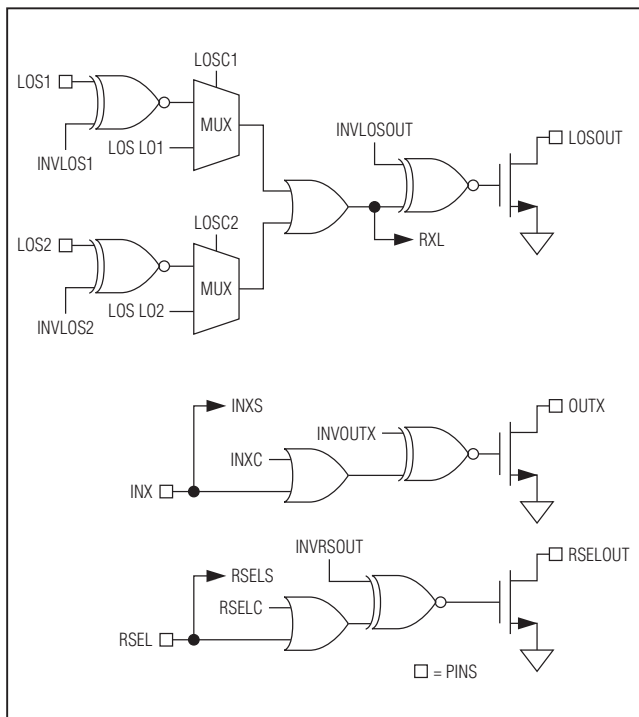 LOSC1
LOS1
MUX
LOSOUT
INVLOSOUT
LOS LO1
INVLOS1
LOSC2
LOS2
RXL
MUX
LOS LO2
INVLOS2
INXS
OUTX
INVOUTX
INXC
INX
INVRSOUT
RSELOUT
RSELS
RSELC
RSEL
= PINS